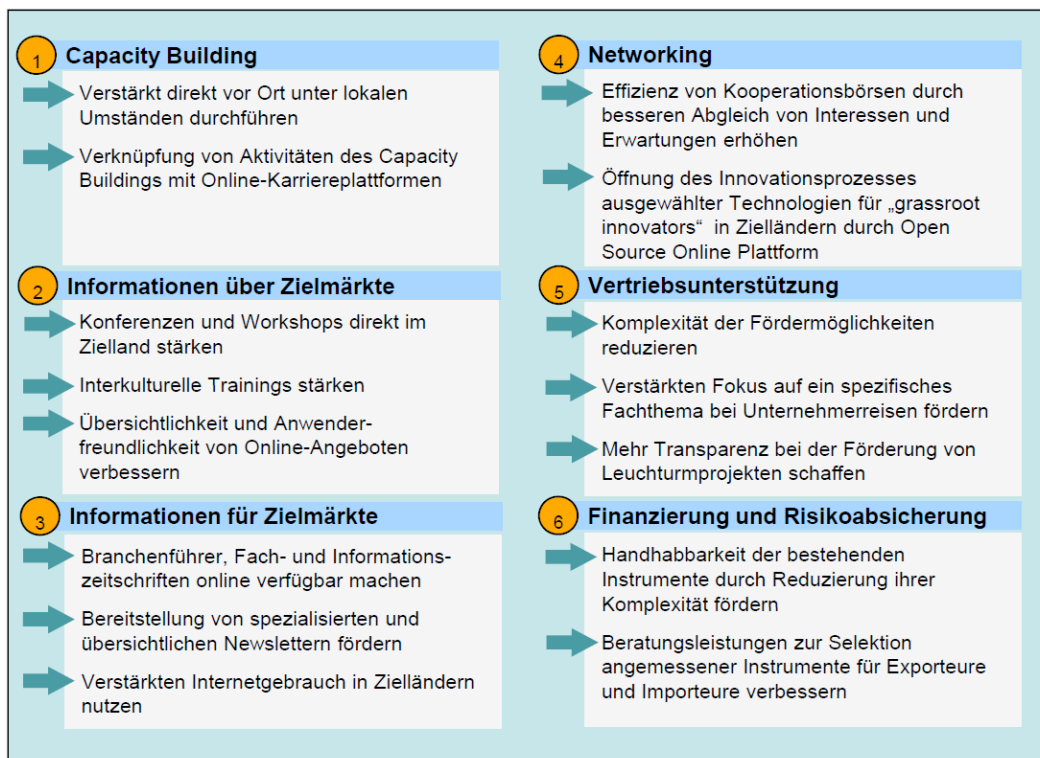 1 Capacity Building
Verstärkt direkt vor Ort unter lokalen
Umständen durchführen
Verknüpfung von Aktivitäten des Capacity
Buildings mit Online-Karriereplattformen
2 Informationen über Zielmärkte
Konferenzen und Workshops direkt im
Zielland stärken
Interkulturelle Trainings stärken
Übersichtlichkeit und Anwender-
freundlichkeit von Online-Angeboten
verbessern
3 Informationen für Zielmärkte
Branchenführer, Fach- und Informations-
zeitschriften online verfügbar machen
Bereitstellung von spezialisierten und
übersichtlichen Newslettern fördern
Verstärkten Internetgebrauch in Zielländern
nutzen
4 Networking
Effizienz von Kooperationsbörsen durch
besseren Abgleich von Interessen und
Erwartungen erhöhen
Öffnung des Innovationsprozesses
ausgewählter Technologien für „grassroot
innovators“ in Zielländern durch Open
Source Online Plattform
5 Vertriebsunterstützung
Komplexität der Fördermöglichkeiten
reduzieren
Verstärkten Fokus auf ein spezifisches
Fachthema bei Unternehmerreisen fördern
Mehr Transparenz bei der Förderung von
Leuchturmprojekten schaffen
6 Finanzierung und Risikoabsicherung
Handhabbarkeit der bestehenden
Instrumente durch Reduzierung ihrer
Komplexität fördern
Beratungsleistungen zur Selektion
angemessener Instrumente für Exporteure
und Importeure verbessern